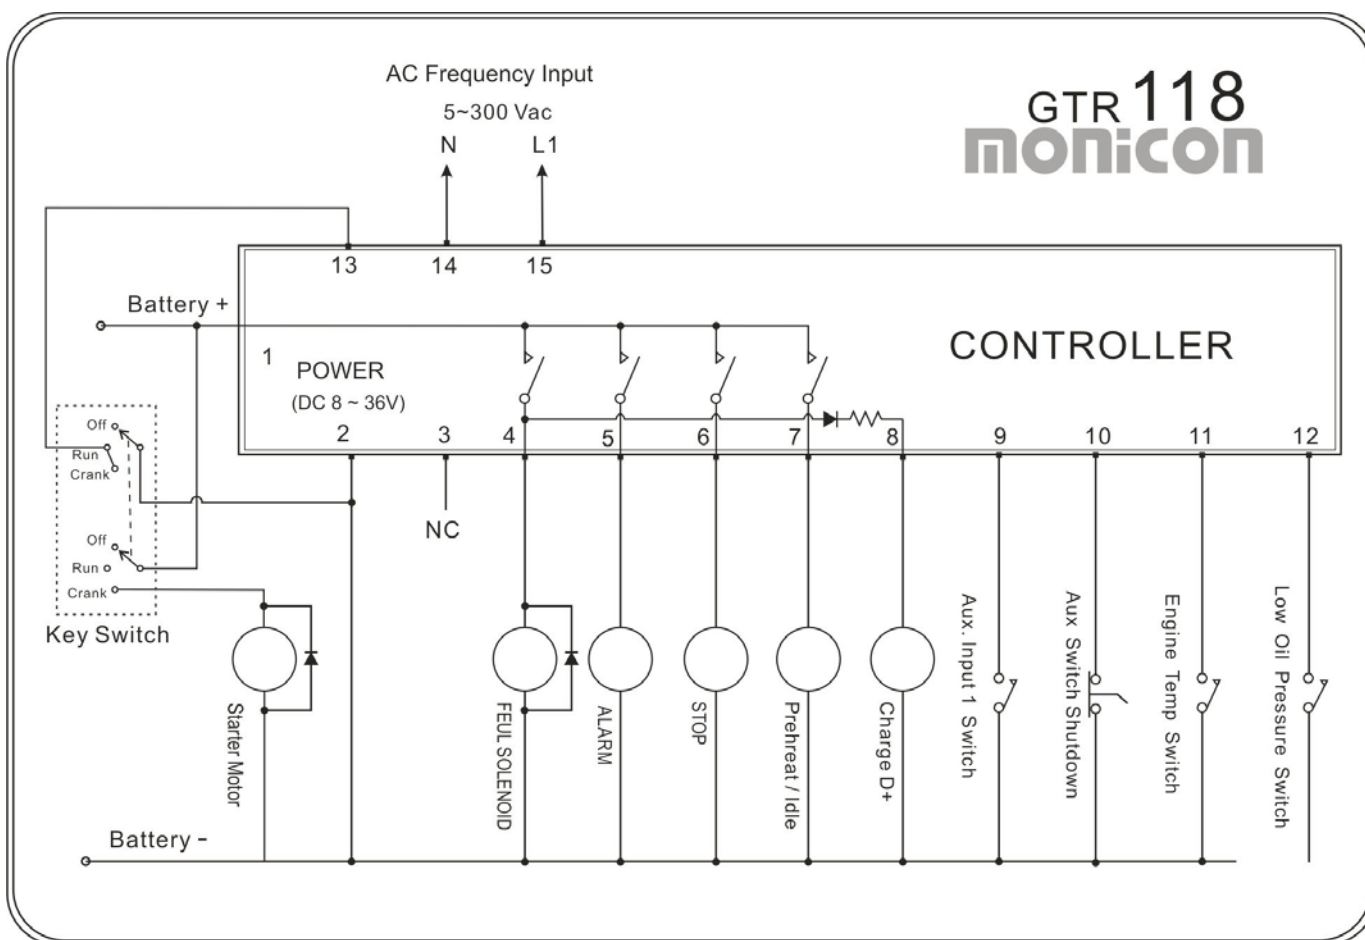 AC Frequency Input
5~300 Vac
N
L1
GTR 118
monicon
13
14
15
Battery +
1
POWER
(DC 8 ~ 36V)
CONTROLLER
2
3
4
5
6
7
8
9
10
11
12
Off
Run
Crank
NC
Off
Run
Crank
Key Switch
Starter Motor
FEUL SOLENOID
ALARM
STOP
Prehreat / Idle
Charge D+
Aux. Input 1 Switch
Aux Switch Shutdown
Engine Temp Switch
Low Oil Pressure Switch
Battery -